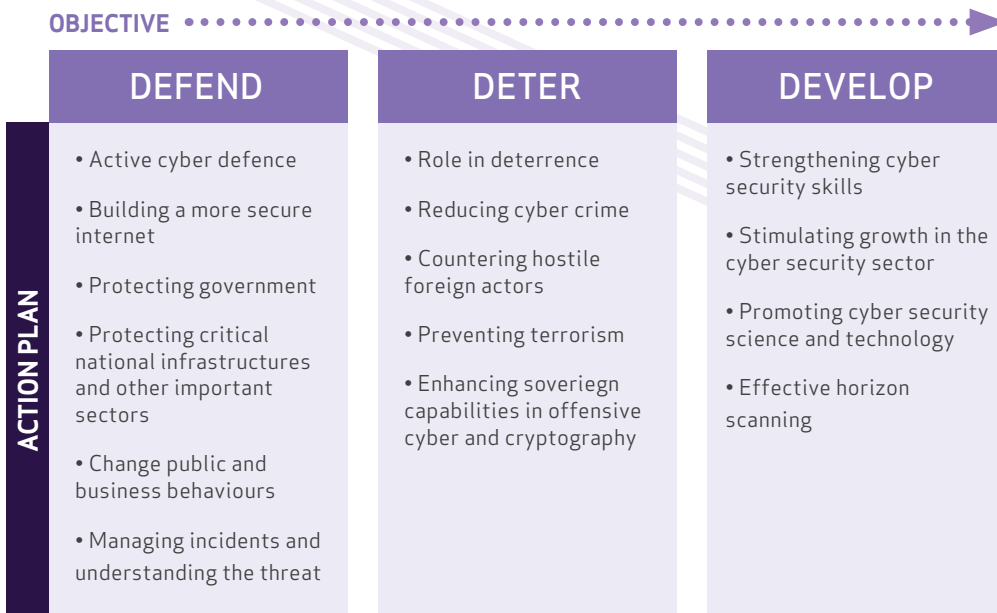 OBJECTIVE
DEFEND
• Active cyber defence
• Building a more secure
internet
• Protecting government
• Protecting critical
national infrastructures
and other important
sectors
• Change public and
business behaviours
• Managing incidents and
understanding the threat
DETER
• Role in deterrence
• Reducing cyber crime
• Countering hostile
foreign actors
• Preventing terrorism
• Enhancing soveriegn
capabilities in offensive
cyber and cryptography
DEVELOP
• Strengthening cyber
security skills
• Stimulating growth in the
cyber security sector
• Promoting cyber security
science and technology
• Effective horizon
scanning
ACTION PLAN